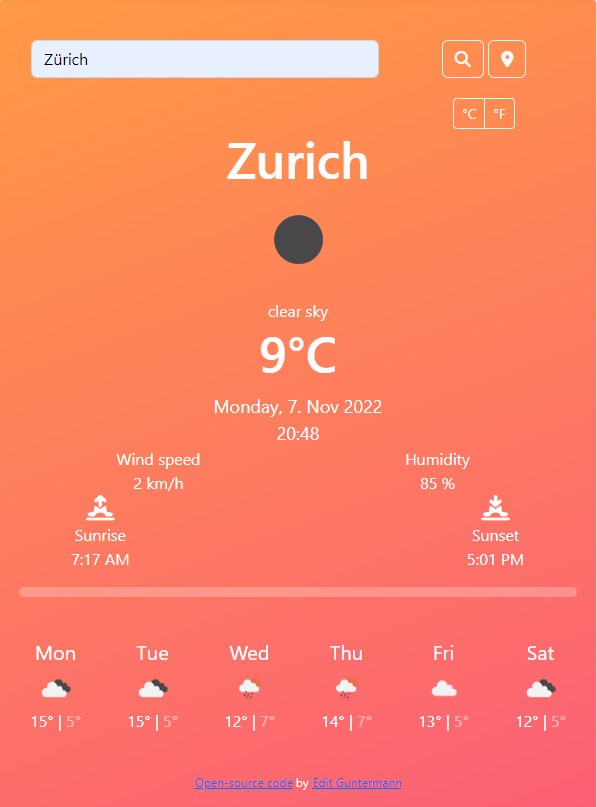 Zürich
°C °F
Zurich
clear sky
9°C
Monday, 7. Nov 2022
20:48
Wind speed Humidity
2 km/h 85 %
Sunrise Sunset
7:17 AM 5:01 PM
Mon Tue Wed Thu Fri Sat
15° | 5° 15° | 5° 12° | 7° 14° | 7° 13° | 5° 12° | 5°
Open-source code by Edit Guntermann